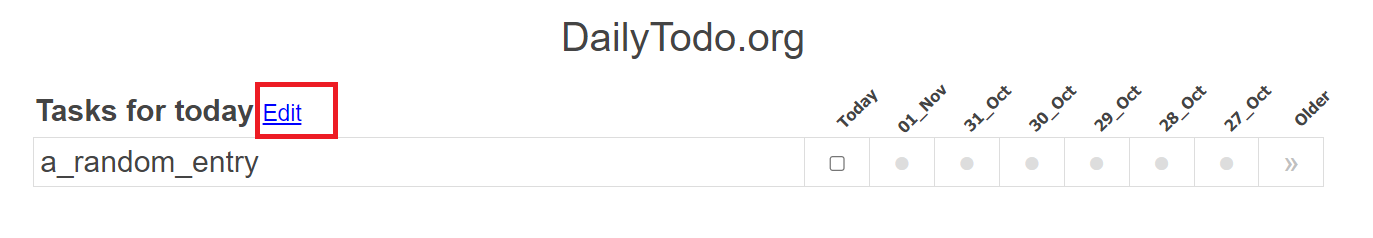 DailyTodo.org
Tasks for today Edit Today 01_Nov 31_Oct 30_Oct 29_Oct 28_Oct 27_Oct Older
a_random_entry »